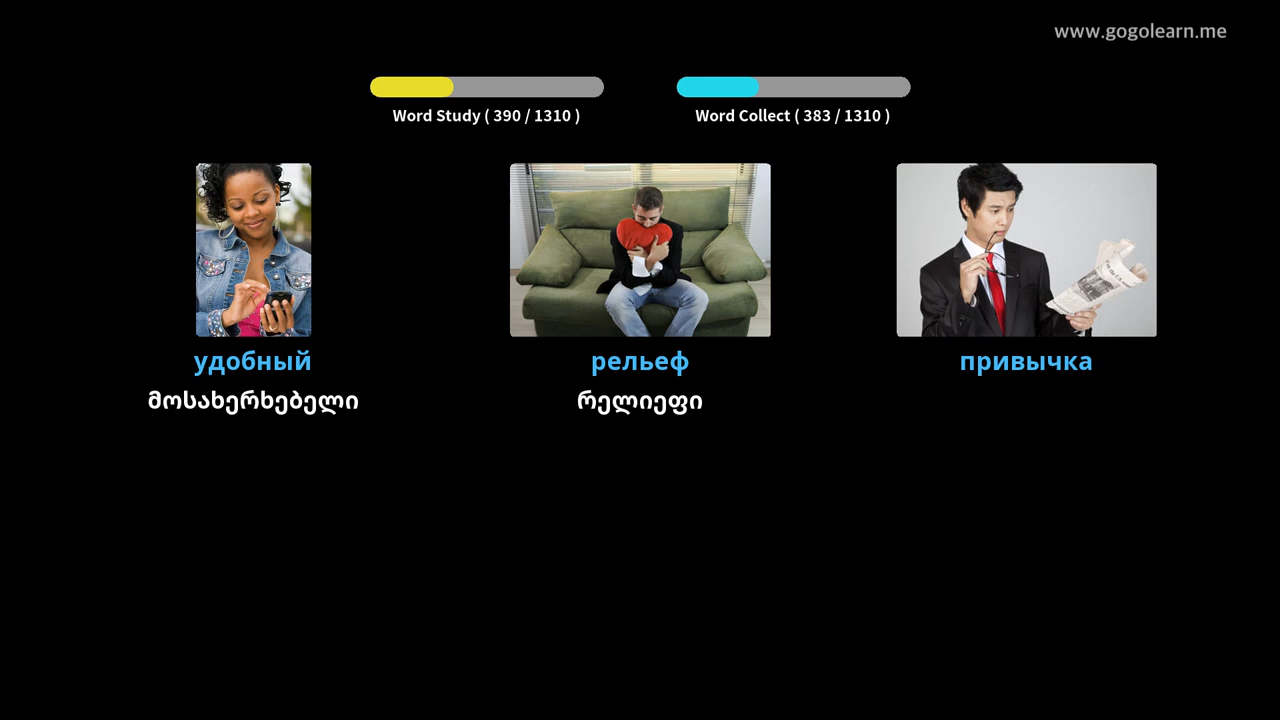 www.gogolearn.me
Word Study ( 390 / 1310 )
Word Collect ( 383 / 1310 )
удобный
рельеф
привычка
მოსახერხებელი
რელიეფი